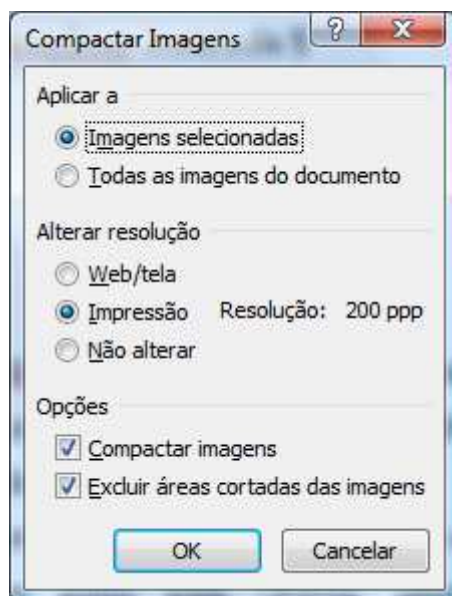 Compactar Imagens ? X
Aplicar a
Imagens selecionadas
Todas as imagens do documento
Alterar resolução
Web/tela
Impressão Resolução: 200 ppp
Não alterar
Opções
Compactar imagens
Excluir áreas cortadas das imagens
OK Cancelar